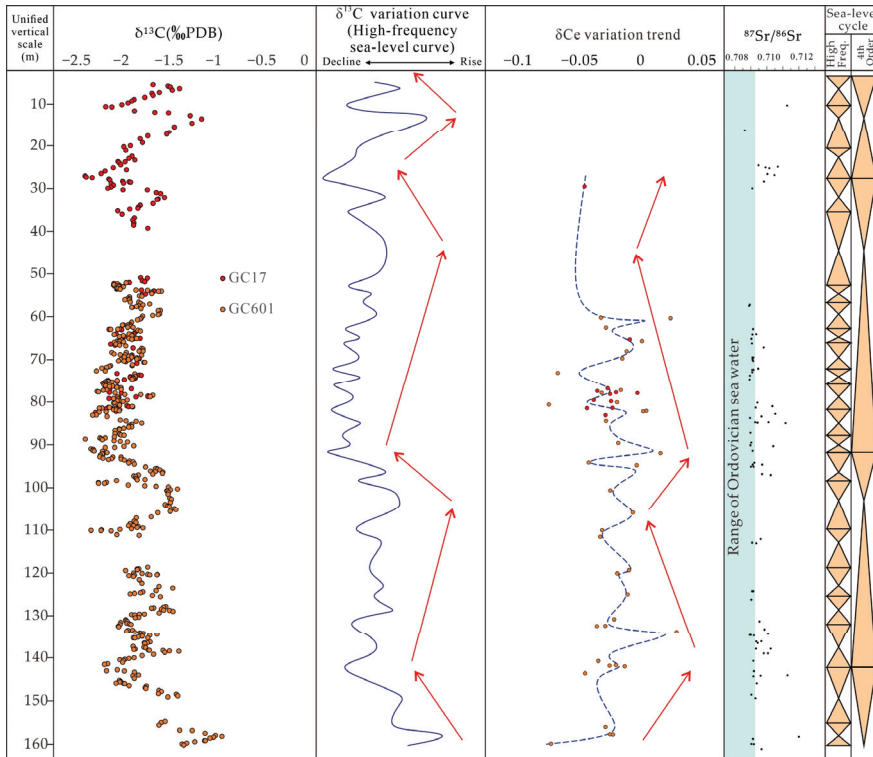 Unified vertical scale (m)
δ¹³C(‰PDB)
−2.5 −2 −1.5 −1 −0.5 0
δ¹³C variation curve
(High-frequency
sea-level curve)
Decline Rise
δCe variation trend
−0.1 0 0.05
⁸⁷Sr/⁸⁶Sr
0.708 0.710 0.712
Sea-level
cycle
High Freq.
4th Order
10
20
30
40
50
60
70
80
90
100
110
120
130
140
150
160
GC17
GC601
Range of Ordovician sea water